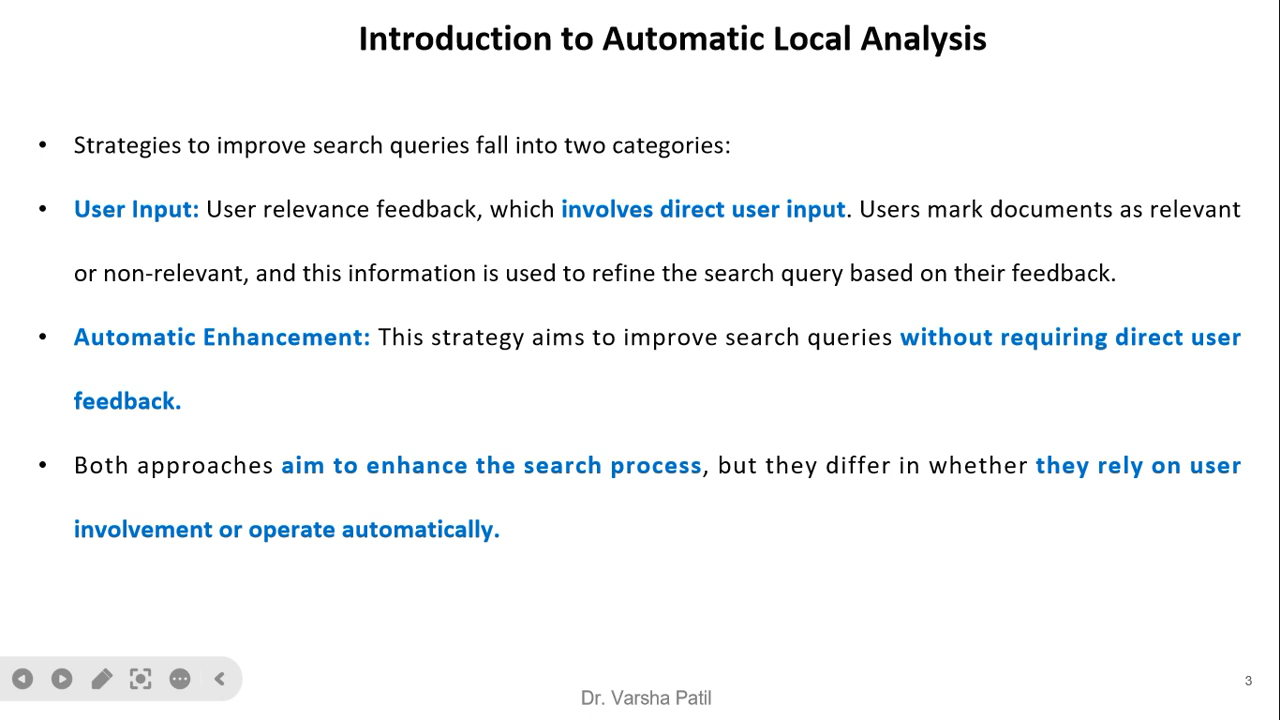 Introduction to Automatic Local Analysis
• Strategies to improve search queries fall into two categories:
• User Input: User relevance feedback, which involves direct user input. Users mark documents as relevant
or non-relevant, and this information is used to refine the search query based on their feedback.
• Automatic Enhancement: This strategy aims to improve search queries without requiring direct user
feedback.
• Both approaches aim to enhance the search process, but they differ in whether they rely on user
involvement or operate automatically.
3
Dr. Varsha Patil